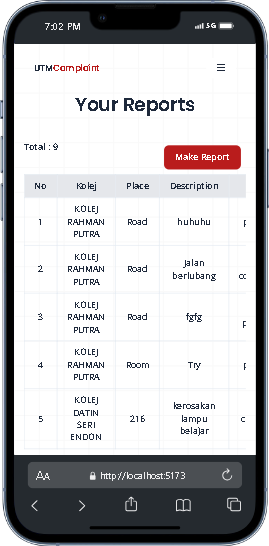 7:02 PM 5G
UTMComplaint
Your Reports
Total : 9
Make Report
No Kolej Place Description
1 KOLEJ RAHMAN PUTRA Road huhuhu
2 KOLEJ RAHMAN PUTRA Road jalan berlubang
3 KOLEJ RAHMAN PUTRA Road fgfg
4 KOLEJ RAHMAN PUTRA Room Try
5 KOLEJ DATIN SERI ENDON 216 kerosakan lampu belajar
AA http://localhost:5173